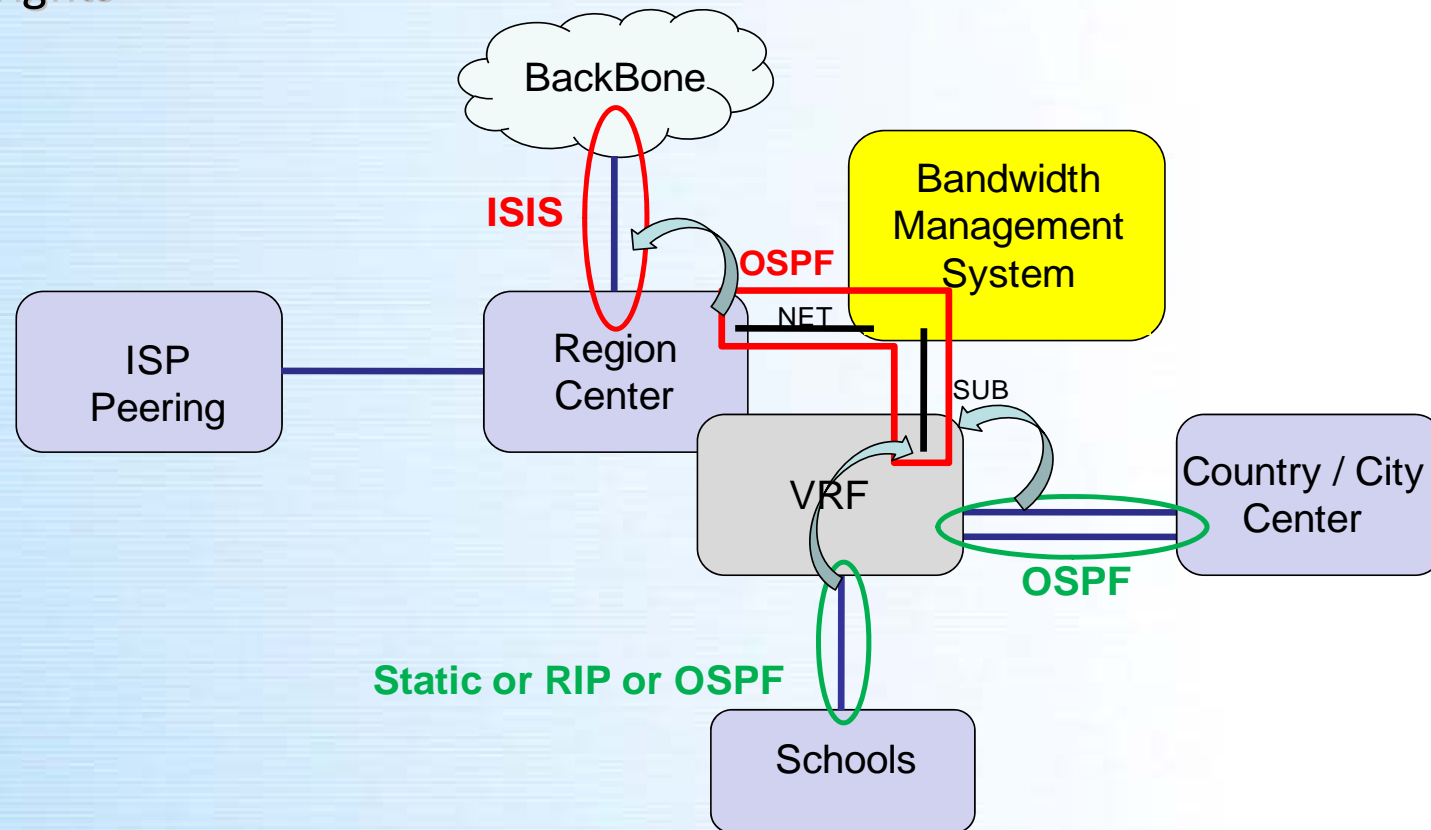 BackBone
Bandwidth
Management
System
ISIS
OSPF
NET
ISP
Peering
Region
Center
SUB
VRF
Country / City
Center
OSPF
Static or RIP or OSPF
Schools